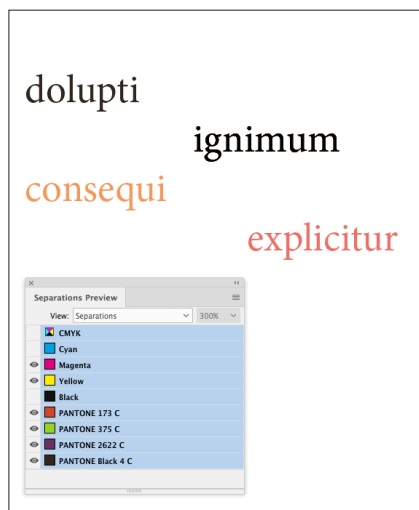 dolupti
ignimum
consequi
explicitur
Separations Preview
View: Separations 300%
CMYK
Cyan
Magenta
Yellow
Black
PANTONE 173 C
PANTONE 375 C
PANTONE 2622 C
PANTONE Black 4 C